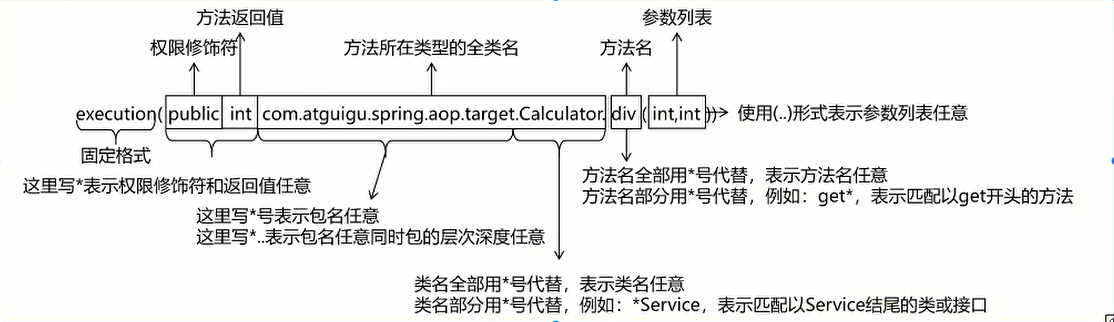 方法返回值
参数列表
权限修饰符
方法所在类型的全类名
方法名
execution(public int com.atguigu.spring.aop.target.Calculator.div(int,int))
使用(..)形式表示参数列表任意
固定格式
这里写*表示权限修饰符和返回值任意
方法名全部用*号代替，表示方法名任意
方法名部分用*号代替，例如：get*，表示匹配以get开头的方法
这里写*号表示包名任意
这里写*..表示包名任意同时包的层次深度任意
类名全部用*号代替，表示类名任意
类名部分用*号代替，例如：*Service，表示匹配以Service结尾的类或接口